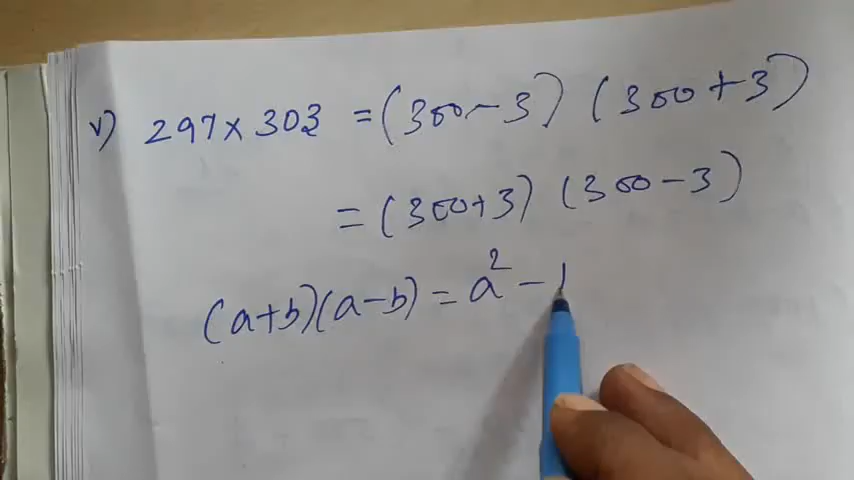 v) 297 × 303 = (300 - 3) (300 + 3)
= (300 + 3) (300 - 3)
(a+b)(a-b) = a² -